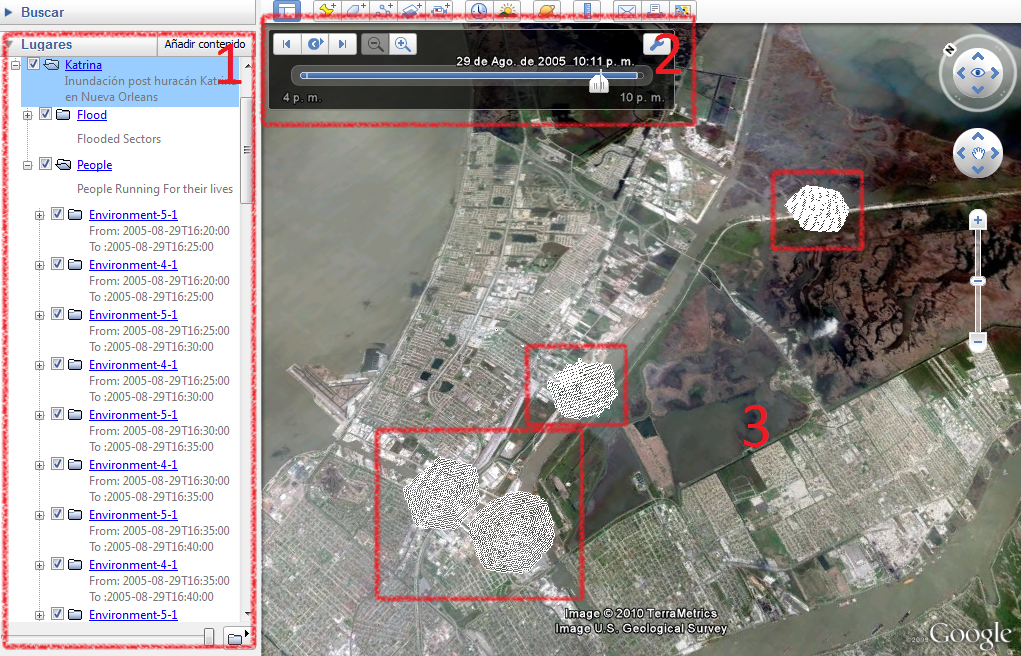 Buscar
Lugares
Añadir contenido
1
Katrina
Inundación post huracán Katrina
en Nueva Orleans
Flood
Flooded Sectors
People
People Running For their lives
Environment-5-1
From: 2005-08-29T16:20:00
To :2005-08-29T16:25:00
Environment-4-1
From: 2005-08-29T16:20:00
To :2005-08-29T16:25:00
Environment-5-1
From: 2005-08-29T16:25:00
To :2005-08-29T16:30:00
Environment-4-1
From: 2005-08-29T16:25:00
To :2005-08-29T16:30:00
Environment-5-1
From: 2005-08-29T16:30:00
To :2005-08-29T16:35:00
Environment-4-1
From: 2005-08-29T16:30:00
To :2005-08-29T16:35:00
Environment-5-1
From: 2005-08-29T16:35:00
To :2005-08-29T16:40:00
Environment-4-1
From: 2005-08-29T16:35:00
To :2005-08-29T16:40:00
Environment-5-1
2
29 de Ago. de 2005 10:11 p. m.
4 p. m.
10 p. m.
N
3
Image © 2010 TerraMetrics
Image U.S. Geological Survey
Google